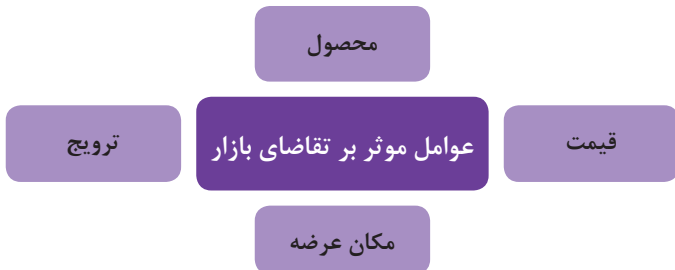 محصول
قیمت
عوامل موثر بر تقاضای بازار
ترویج
مکان عرضه